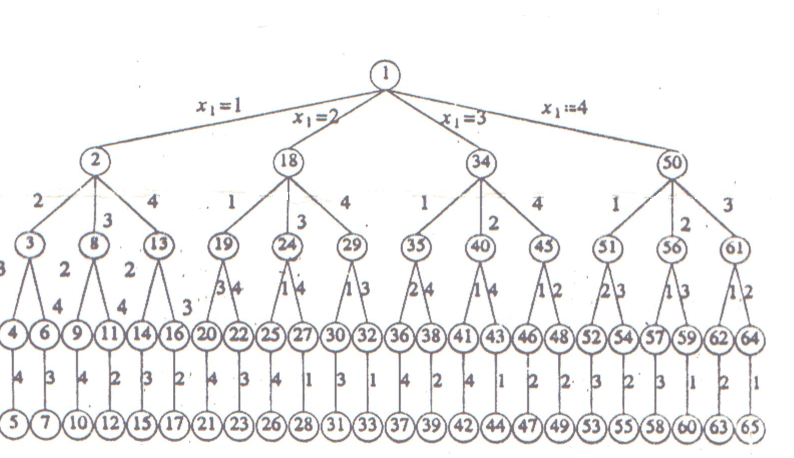 1
x₁=1 x₁=2 x₁=3 x₁=4
2 18 34 50
2 3 4 1 3 4 1 2 4 1 2 3
3 8 13 19 24 29 35 40 45 51 56 61
3 4 2 4 2 3 3 4 1 4 1 3 2 4 1 4 1 2 2 3 1 3 1 2
4 6 9 11 14 16 20 22 25 27 30 32 36 38 41 43 46 48 52 54 57 59 62 64
4 3 4 2 3 2 4 3 4 1 3 1 4 2 4 1 2 2 3 2 3 1 2 1
5 7 10 12 15 17 21 23 26 28 31 33 37 39 42 44 47 49 53 55 58 60 63 65